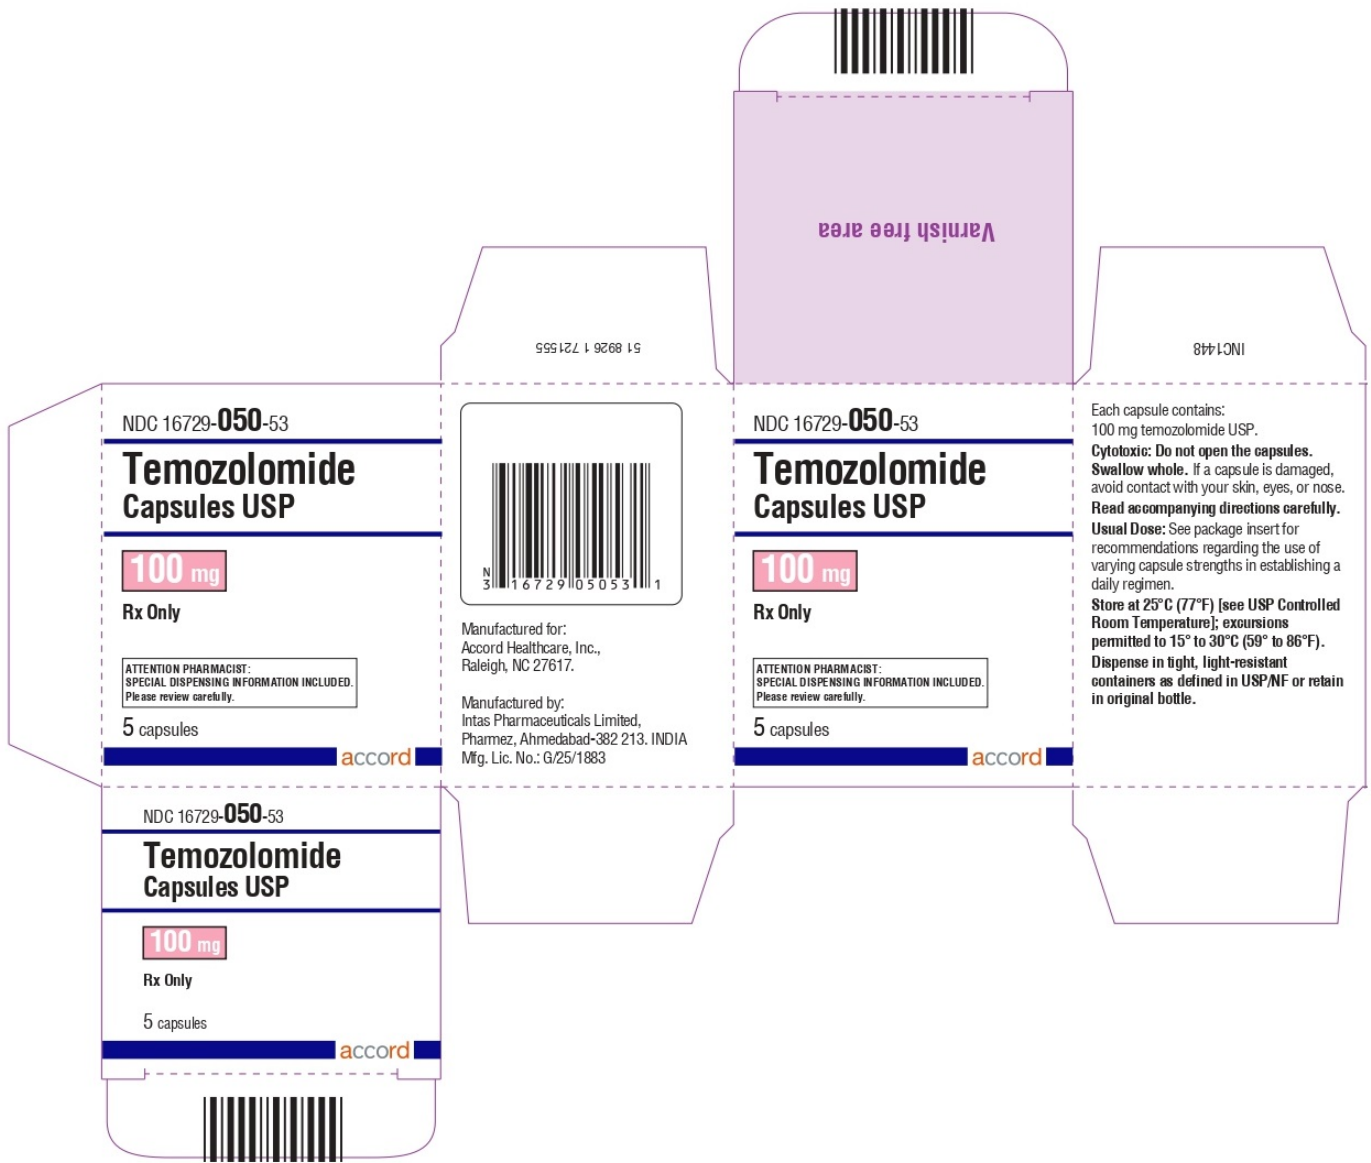 Varnish free area
51 8926 1 721555
INC1448
NDC 16729-050-53
Temozolomide
Capsules USP
100 mg
Rx Only
ATTENTION PHARMACIST:
SPECIAL DISPENSING INFORMATION INCLUDED.
Please review carefully.
5 capsules
accord
N
3 16729 05053 1
Manufactured for:
Accord Healthcare, Inc.,
Raleigh, NC 27617.
Manufactured by:
Intas Pharmaceuticals Limited,
Pharmez, Ahmedabad-382 213. INDIA
Mfg. Lic. No.: G/25/1883
NDC 16729-050-53
Temozolomide
Capsules USP
100 mg
Rx Only
ATTENTION PHARMACIST:
SPECIAL DISPENSING INFORMATION INCLUDED.
Please review carefully.
5 capsules
accord
Each capsule contains:
100 mg temozolomide USP.
Cytotoxic: Do not open the capsules.
Swallow whole. If a capsule is damaged,
avoid contact with your skin, eyes, or nose.
Read accompanying directions carefully.
Usual Dose: See package insert for
recommendations regarding the use of
varying capsule strengths in establishing a
daily regimen.
Store at 25°C (77°F) [see USP Controlled
Room Temperature]; excursions
permitted to 15° to 30°C (59° to 86°F).
Dispense in tight, light-resistant
containers as defined in USP/NF or retain
in original bottle.
NDC 16729-050-53
Temozolomide
Capsules USP
100 mg
Rx Only
5 capsules
accord